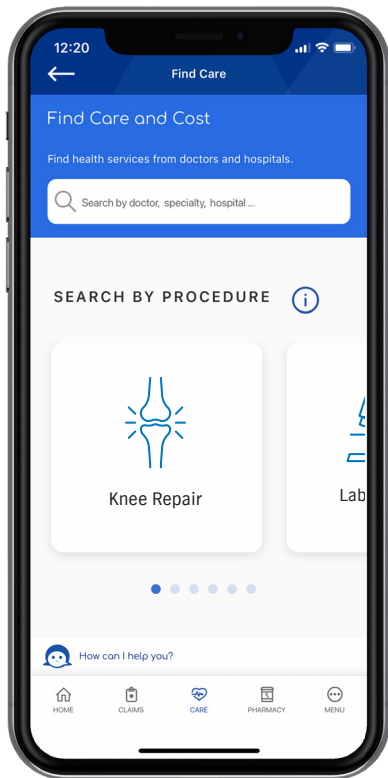 12:20
Find Care
Find Care and Cost
Find health services from doctors and hospitals.
Search by doctor, specialty, hospital ...
SEARCH BY PROCEDURE
Knee Repair
Lab
How can I help you?
HOME CLAIMS CARE PHARMACY MENU